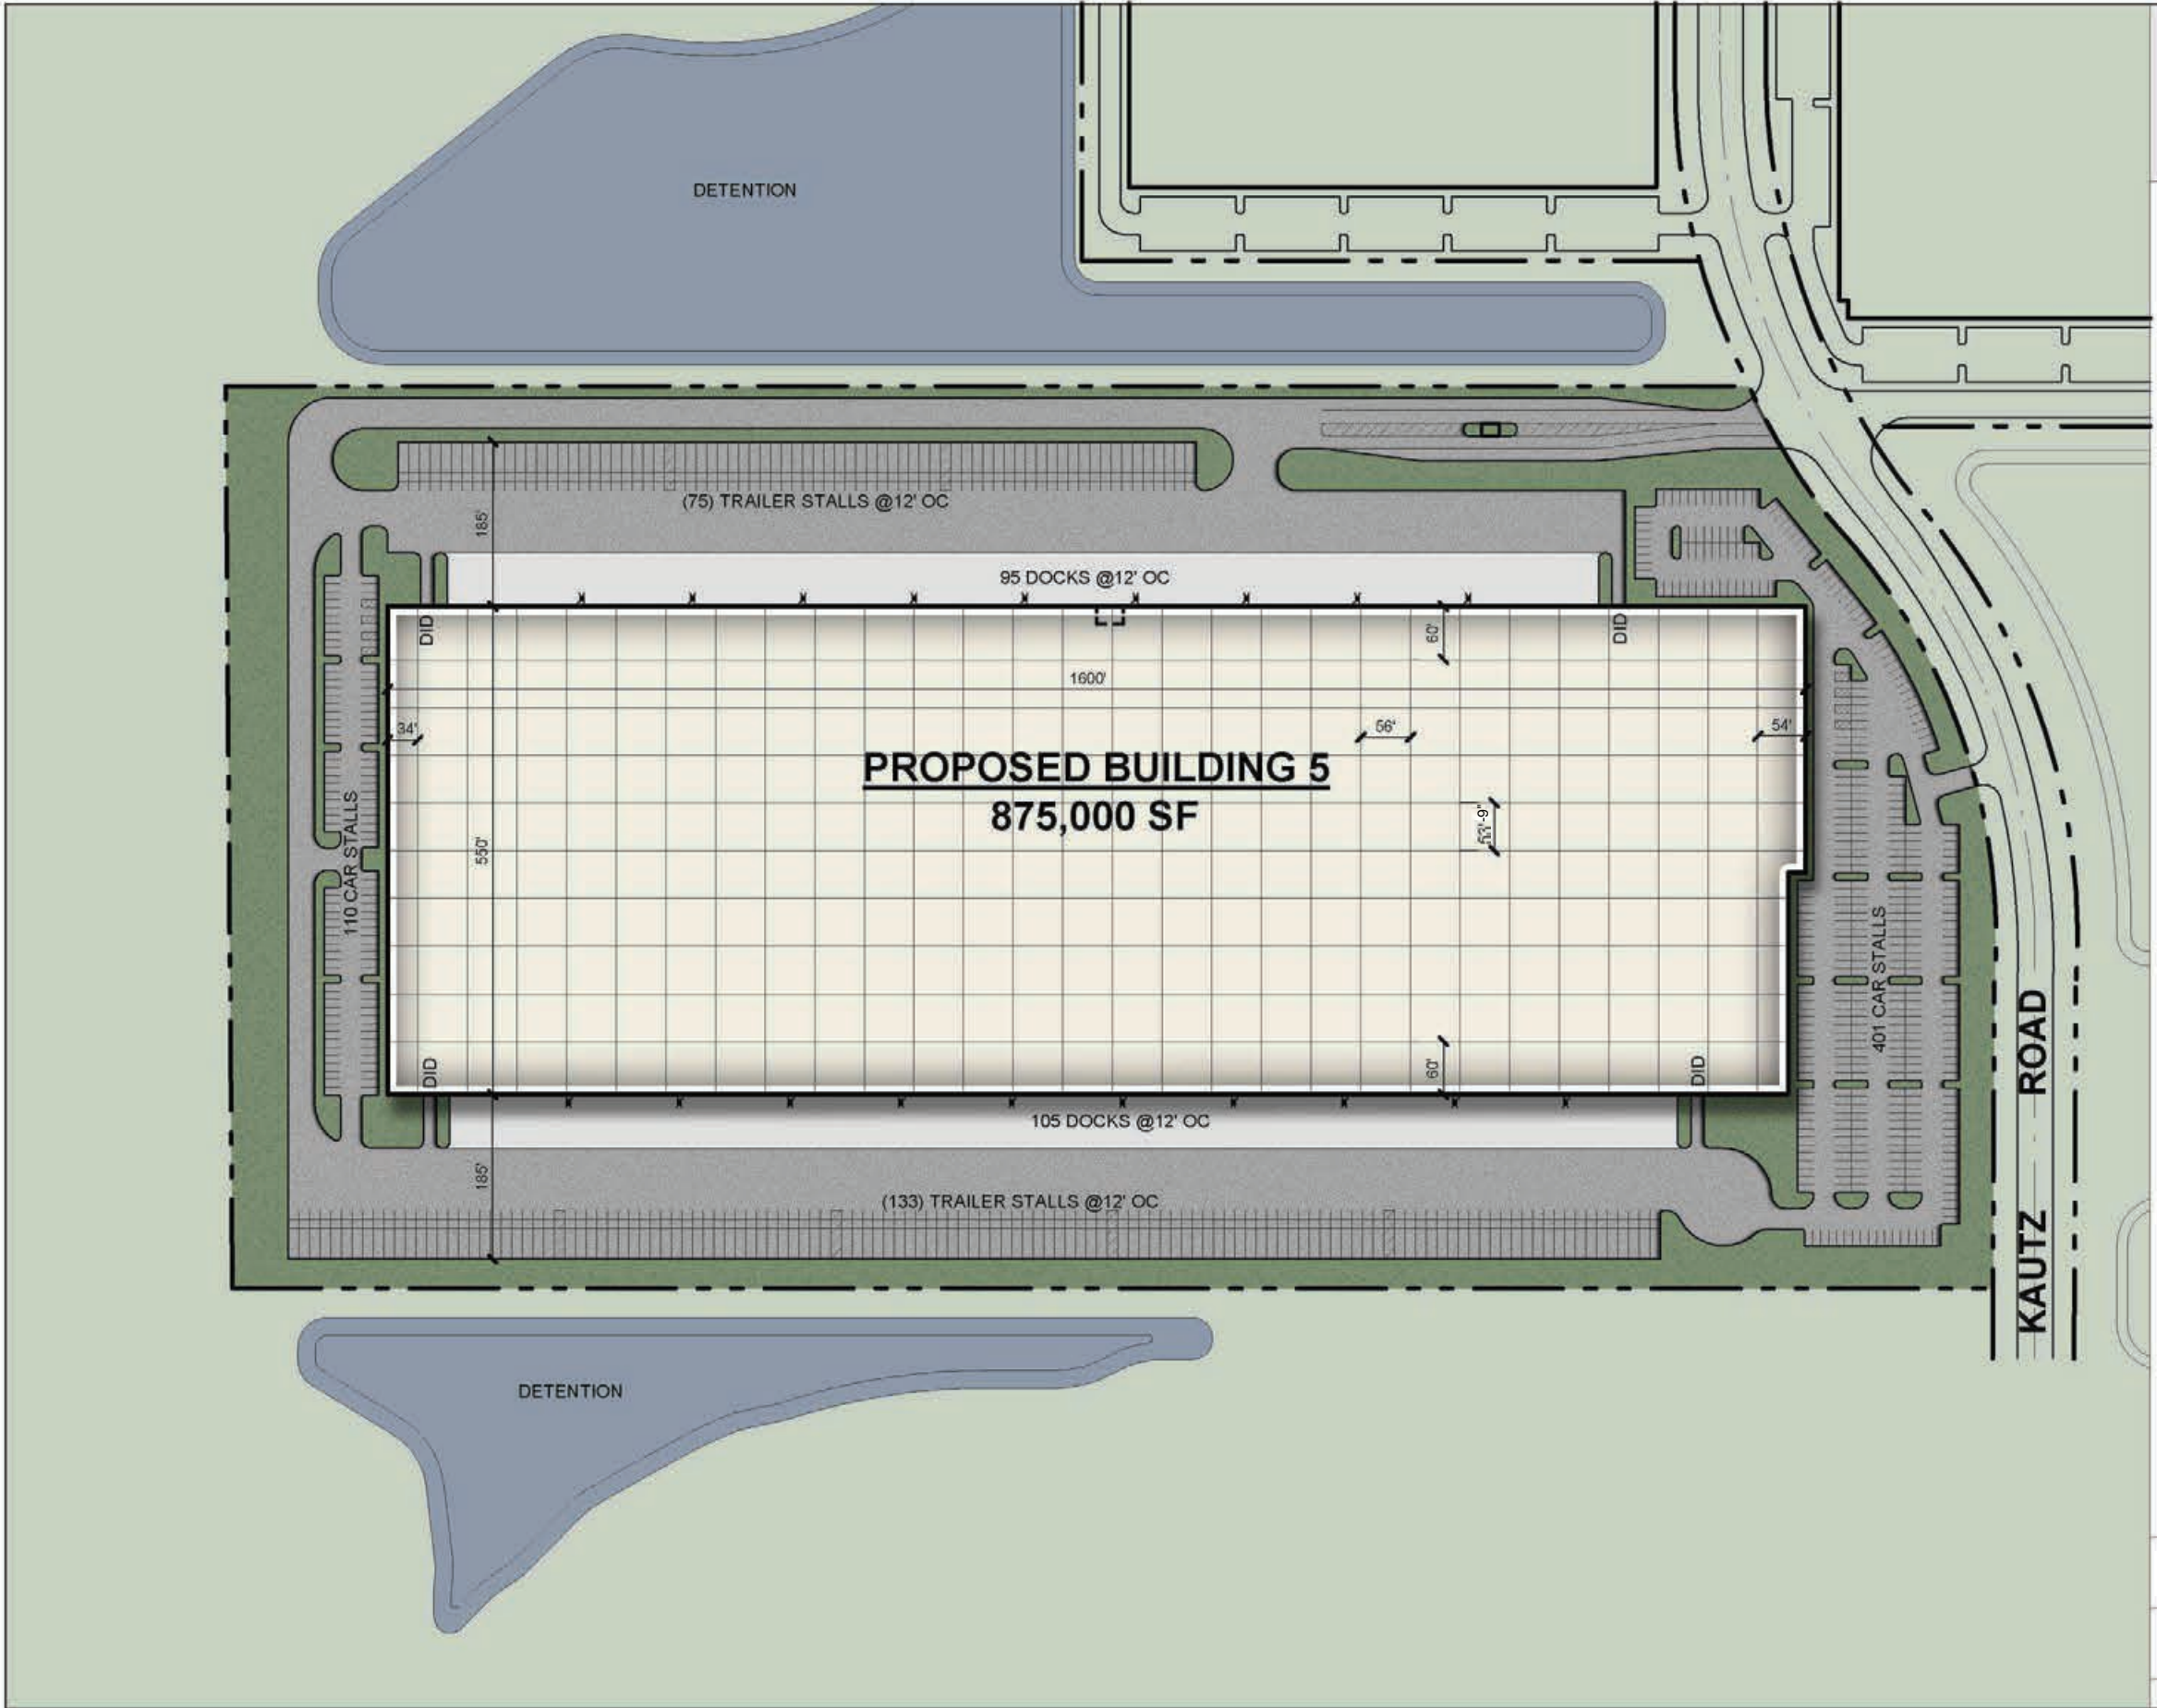 DETENTION
(75) TRAILER STALLS @12' OC
185'
95 DOCKS @12' OC
DID
DID
60'
1600'
34'
56'
54'
PROPOSED BUILDING 5
875,000 SF
550'
110 CAR STALLS
401 CAR STALLS
60'
DID
DID
105 DOCKS @12' OC
185'
(133) TRAILER STALLS @12' OC
KAUTZ ROAD
DETENTION